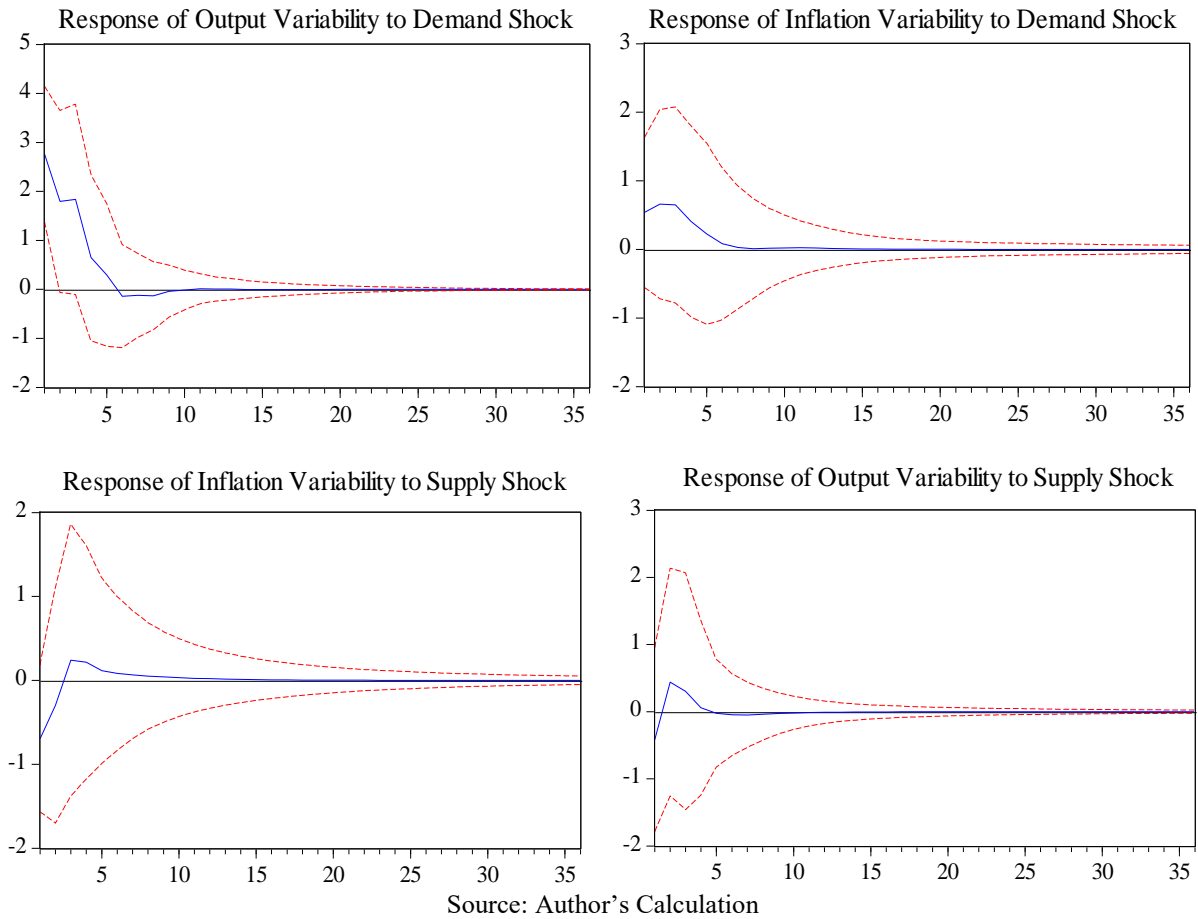 Response of Output Variability to Demand Shock
5
4
3
2
1
0
-1
-2
5 10 15 20 25 30 35
Response of Inflation Variability to Demand Shock
3
2
1
0
-1
-2
5 10 15 20 25 30 35
Response of Inflation Variability to Supply Shock
2
1
0
-1
-2
5 10 15 20 25 30 35
Response of Output Variability to Supply Shock
3
2
1
0
-1
-2
5 10 15 20 25 30 35
Source: Author’s Calculation